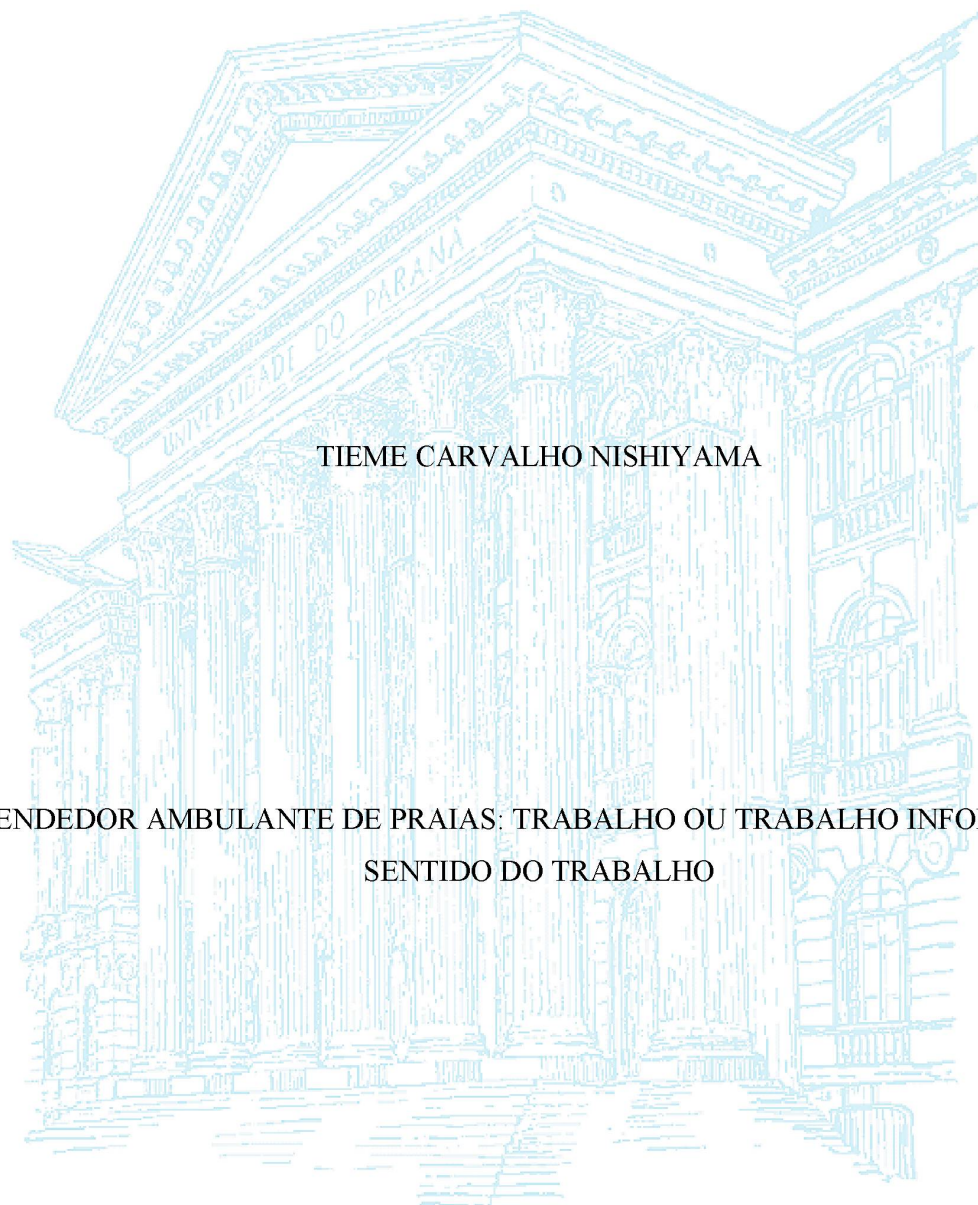 UNIVERSIDADE DO PARANÁ
TIEME CARVALHO NISHIYAMA
ENDEDOR AMBULANTE DE PRAIAS: TRABALHO OU TRABALHO INFO
SENTIDO DO TRABALHO